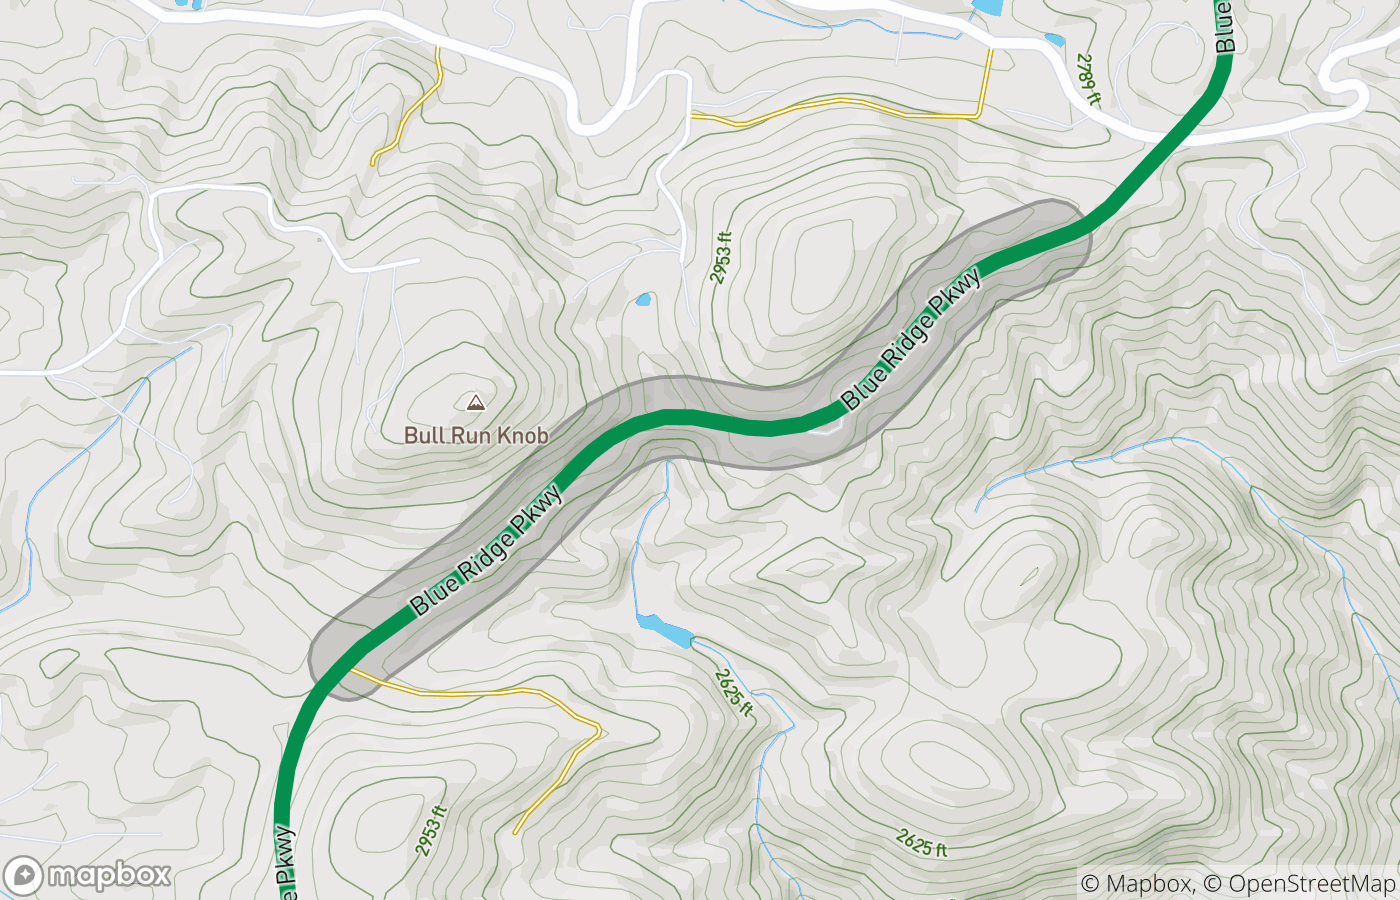 Blue
2789 ft
2953 ft
Blue Ridge Pkwy
Bull Run Knob
Blue Ridge Pkwy
2625 ft
2953 ft
2625 ft
e Pkwy
mapbox
© Mapbox, © OpenStreetMap